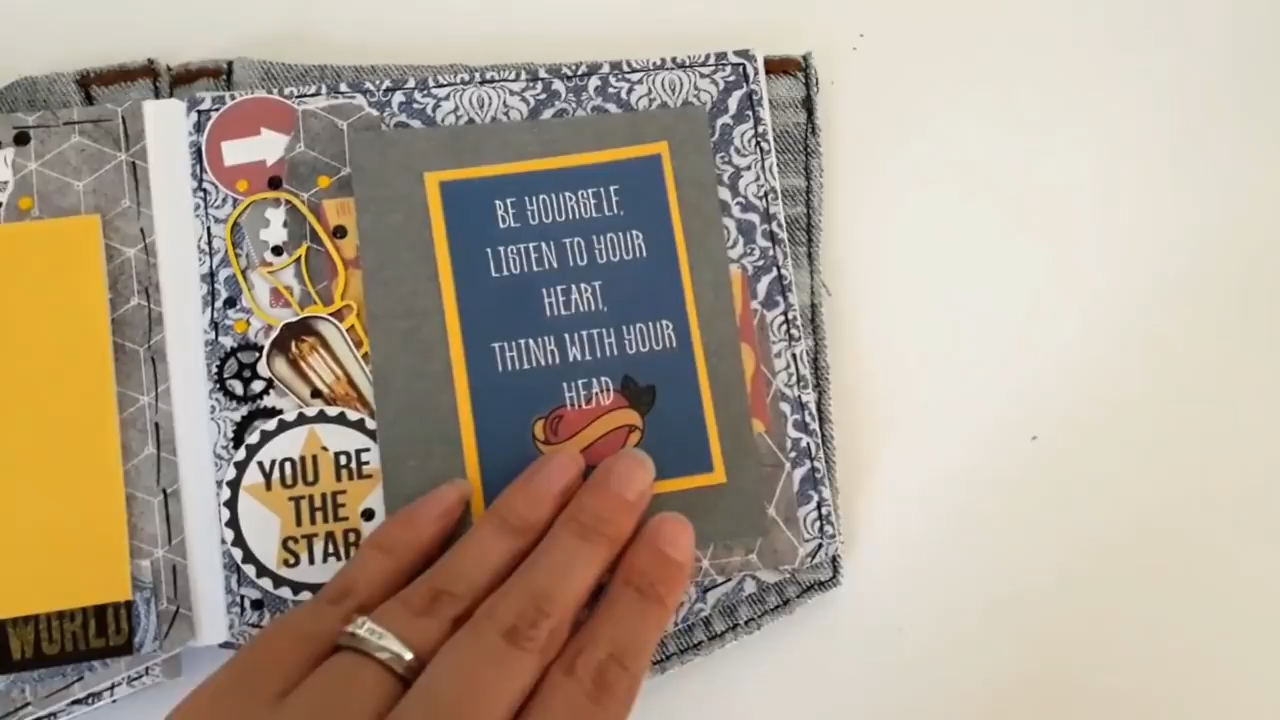 BE YOURSELF,
LISTEN TO YOUR
HEART,
THINK WITH YOUR
HEAD
YOU`RE
THE
STAR
WORLD